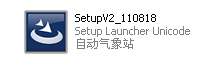 SetupV2_110818
Setup Launcher Unicode
自动气象站